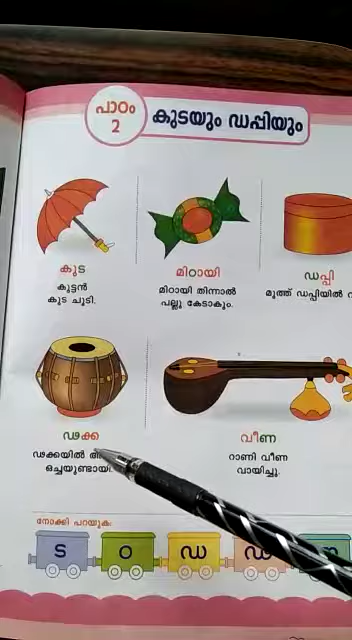 പാഠം
2
കുടയും ഡപ്പിയും
കുട
കുട്ടൻ
കുട ചൂടി.
മിഠായി
മിഠായി തിന്നാൽ
പല്ലു കേടാകും.
ഡപ്പി
മുത്ത് ഡപ്പിയിൽ
ഢക്ക
ഢക്കയിൽ
ഒച്ചയുണ്ടായി.
വീണ
റാണി വീണ
വായിച്ചു.
നോക്കി പറയുക:
ട ഠ ഡ